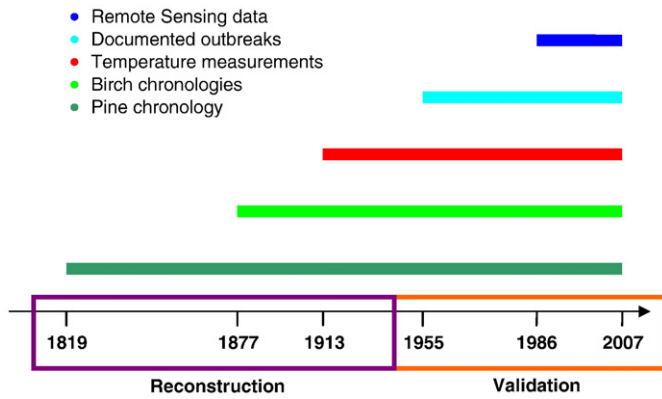 Remote Sensing data
Documented outbreaks
Temperature measurements
Birch chronologies
Pine chronology
1819 1877 1913 1955 1986 2007
Reconstruction Validation